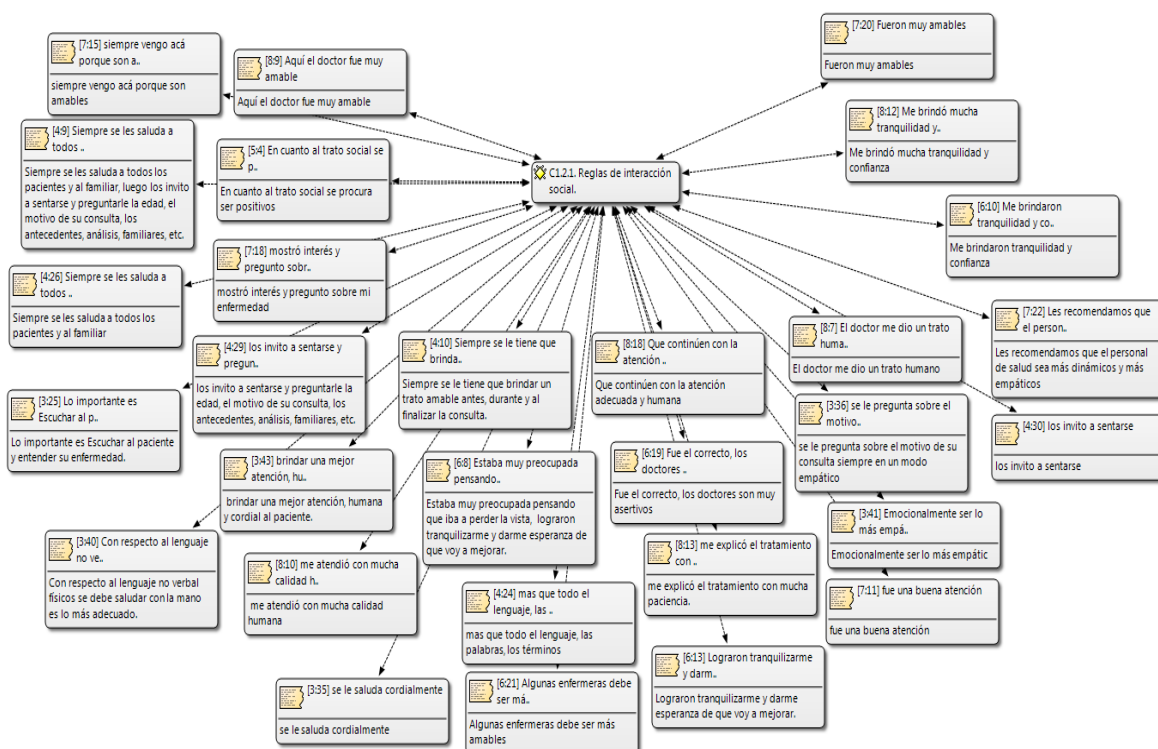 [7:15] siempre vengo acá
porque son a..
siempre vengo acá porque son
amables
[8:9] Aquí el doctor fue muy
amable
Aquí el doctor fue muy amable
[7:20] Fueron muy amables
Fueron muy amables
[4:9] Siempre se les saluda a
todos ..
Siempre se les saluda a todos los
pacientes y al familiar, luego los invito
a sentarse y preguntarle la edad, el
motivo de su consulta, los
antecedentes, análisis, familiares, etc.
[5:4] En cuanto al trato social se
p..
En cuanto al trato social se procura
ser positivos
C1.2.1. Reglas de interacción
social.
[8:12] Me brindó mucha
tranquilidad y..
Me brindó mucha tranquilidad y
confianza
[6:10] Me brindaron
tranquilidad y co..
Me brindaron tranquilidad y
confianza
[7:18] mostró interés y
pregunto sobr..
mostró interés y pregunto sobre mi
enfermedad
[4:26] Siempre se les saluda a
todos ..
Siempre se les saluda a todos los
pacientes y al familiar
[4:29] los invito a sentarse y
pregun..
los invito a sentarse y preguntarle la
edad, el motivo de su consulta, los
antecedentes, análisis, familiares, etc.
[4:10] Siempre se le tiene que
brinda..
Siempre se le tiene que brindar un
trato amable antes, durante y al
finalizar la consulta.
[8:18] Que continúen con la
atención ..
Que continúen con la atención
adecuada y humana
[8:7] El doctor me dio un trato
huma..
El doctor me dio un trato humano
[7:22] Les recomendamos que
el person..
Les recomendamos que el personal
de salud sea más dinámicos y más
empáticos
[3:25] Lo importante es
Escuchar al p..
Lo importante es Escuchar al paciente
y entender su enfermedad.
[3:43] brindar una mejor
atención, hu..
brindar una mejor atención, humana
y cordial al paciente.
[6:8] Estaba muy preocupada
pensando..
Estaba muy preocupada pensando
que iba a perder la vista, lograron
tranquilizarme y darme esperanza
de que voy a mejorar.
[6:19] Fue el correcto, los
doctores ..
Fue el correcto, los doctores son muy
asertivos
[3:36] se le pregunta sobre el
motivo..
se le pregunta sobre el motivo de su
consulta siempre en un modo
empático
[4:30] los invito a sentarse
los invito a sentarse
[3:40] Con respecto al lenguaje
no ve..
Con respecto al lenguaje no verbal
físicos se debe saludar con la mano
es lo más adecuado.
[8:10] me atendió con mucha
calidad h..
me atendió con mucha calidad
humana
[4:24] mas que todo el
lenguaje, las ..
mas que todo el lenguaje, las
palabras, los términos
[8:13] me explicó el tratamiento
con ..
me explicó el tratamiento con mucha
paciencia.
[3:41] Emocionalmente ser lo
más empá..
Emocionalmente ser lo más empátic
[7:11] fue una buena atención
fue una buena atención
[3:35] se le saluda cordialmente
se le saluda cordialmente
[6:21] Algunas enfermeras debe
ser má..
Algunas enfermeras debe ser más
amables
[6:13] Lograron tranquilizarme
y darm..
Lograron tranquilizarme y darme
esperanza de que voy a mejorar.